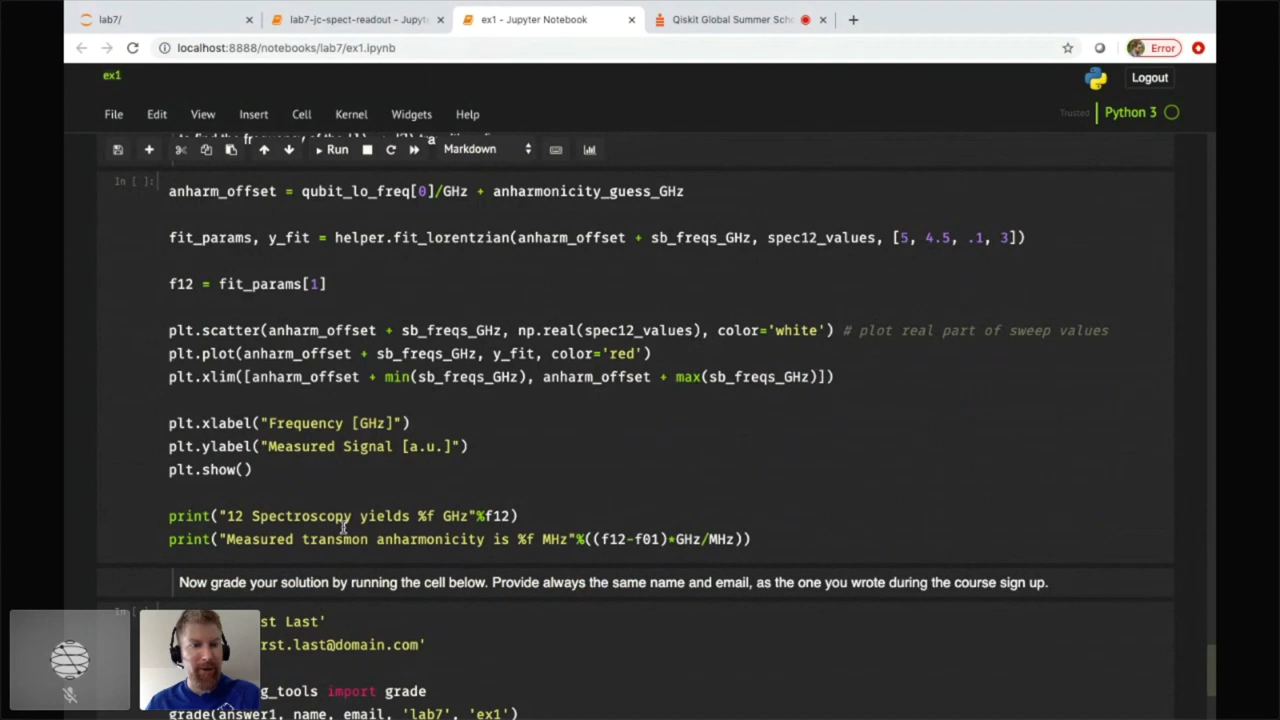 lab7/
lab7-jc-spect-readout - Jupyte
ex1 - Jupyter Notebook
Qiskit Global Summer Scho
localhost:8888/notebooks/lab7/ex1.ipynb
Error
ex1
Logout
File Edit View Insert Cell Kernel Widgets Help
Trusted
Python 3
Run
Markdown
In [ ]:
anharm_offset = qubit_lo_freq[0]/GHz + anharmonicity_guess_GHz
fit_params, y_fit = helper.fit_lorentzian(anharm_offset + sb_freqs_GHz, spec12_values, [5, 4.5, .1, 3])
f12 = fit_params[1]
plt.scatter(anharm_offset + sb_freqs_GHz, np.real(spec12_values), color='white') # plot real part of sweep values
plt.plot(anharm_offset + sb_freqs_GHz, y_fit, color='red')
plt.xlim([anharm_offset + min(sb_freqs_GHz), anharm_offset + max(sb_freqs_GHz)])
plt.xlabel("Frequency [GHz]")
plt.ylabel("Measured Signal [a.u.]")
plt.show()
print("12 Spectroscopy yields %f GHz"%f12)
print("Measured transmon anharmonicity is %f MHz"%((f12-f01)*GHz/MHz))
Now grade your solution by running the cell below. Provide always the same name and email, as the one you wrote during the course sign up.
In [
st Last'
rst.last@domain.com'
g_tools import grade
grade(answer1, name, email, 'lab7', 'ex1')